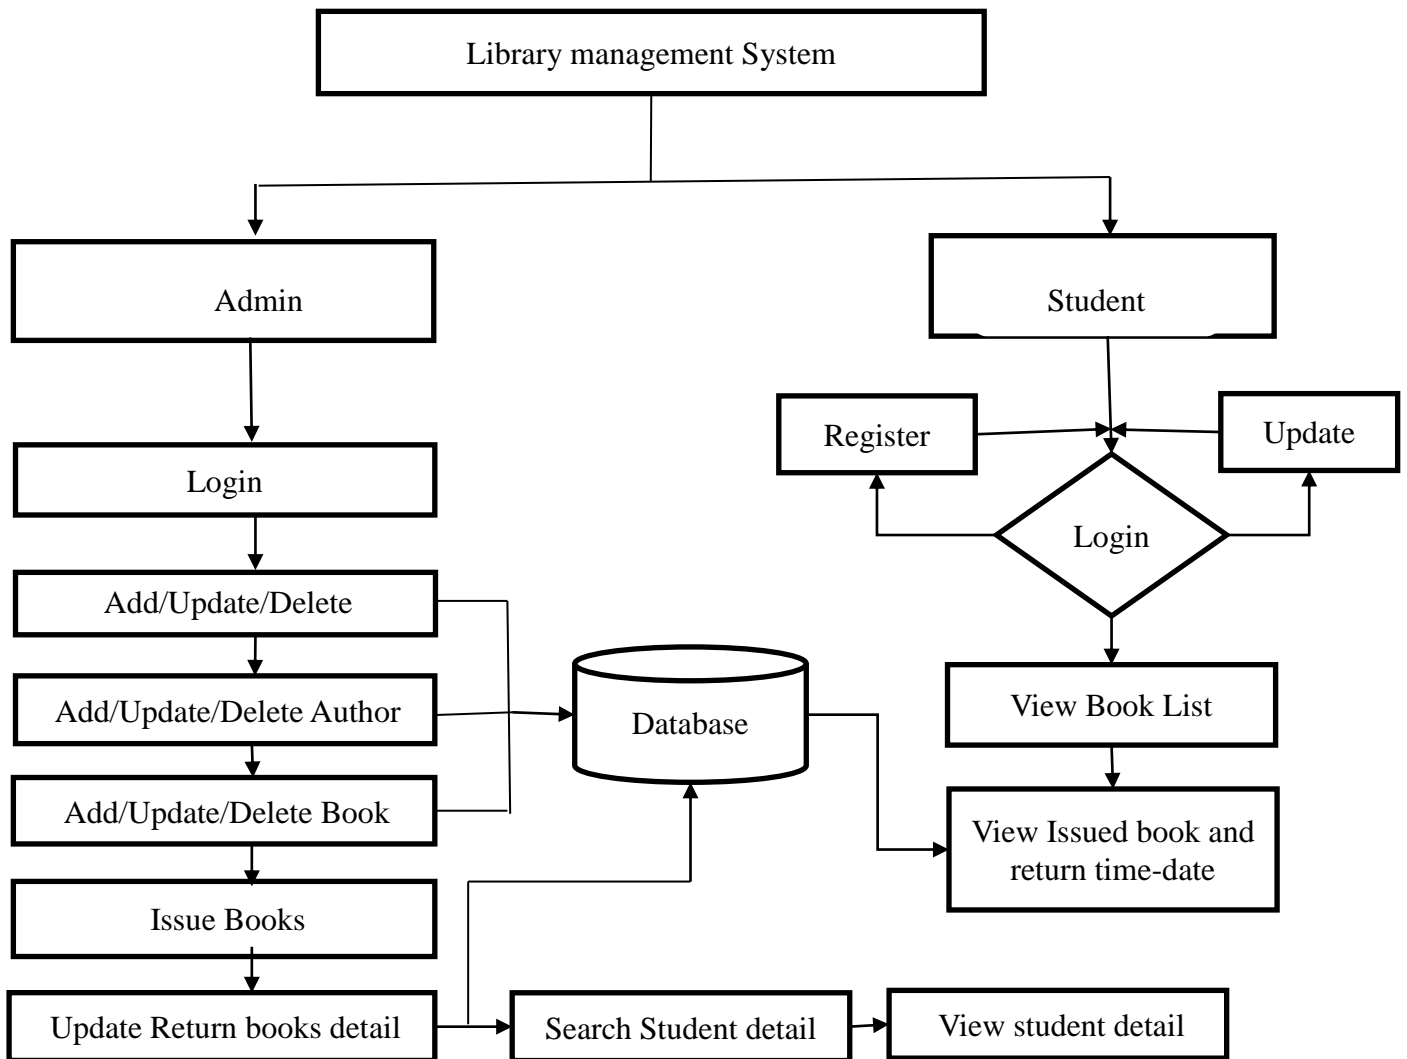 Library management System
Admin
Student
Register
Update
Login
Login
Add/Update/Delete
Add/Update/Delete Author
Database
View Book List
Add/Update/Delete Book
View Issued book and
return time-date
Issue Books
Update Return books detail
Search Student detail
View student detail